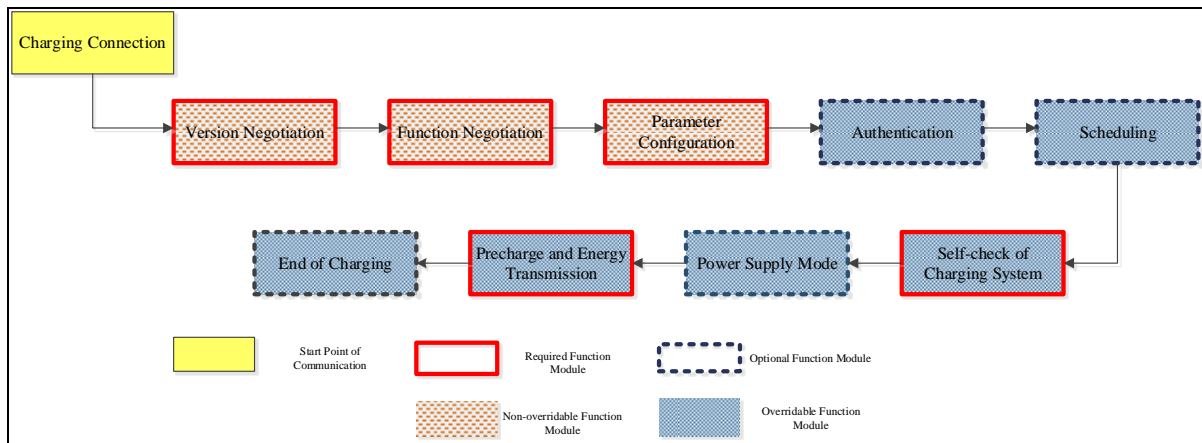 Charging Connection
Version Negotiation
Function Negotiation
Parameter
Configuration
Authentication
Scheduling
End of Charging
Precharge and Energy
Transmission
Power Supply Mode
Self-check of
Charging System
Start Point of
Communication
Required Function
Module
Optional Function Module
Non-overridable Function
Module
Overridable Function
Module